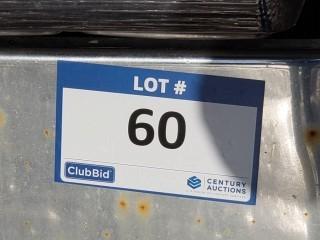 LOT #
60
ClubBid
CENTURY
AUCTIONS